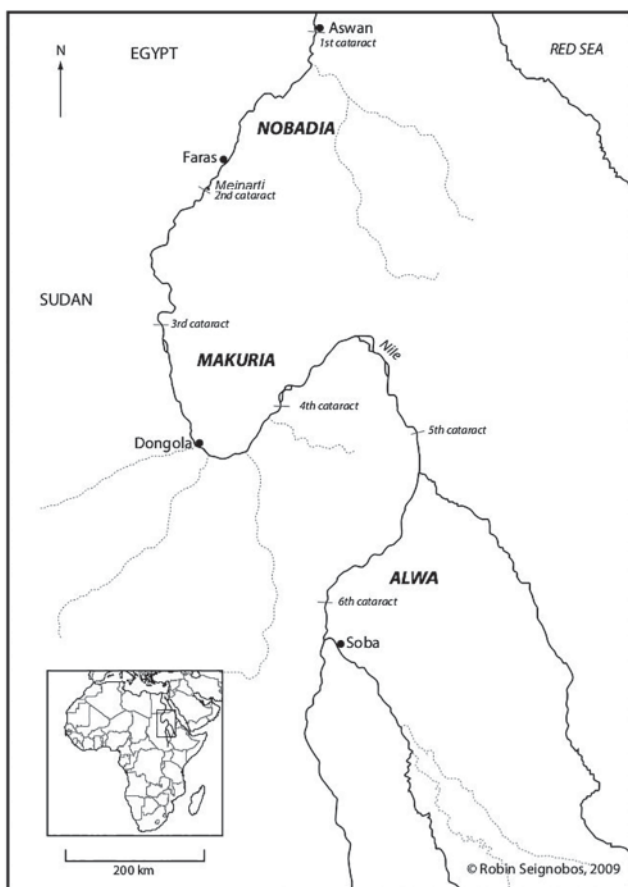 Aswan
1st cataract
EGYPT
RED SEA
N
NOBADIA
Faras
Meinarti
2nd cataract
SUDAN
3rd cataract
MAKURIA
Nile
4th cataract
5th cataract
Dongola
ALWA
6th cataract
Soba
200 km
© Robin Seignobos, 2009